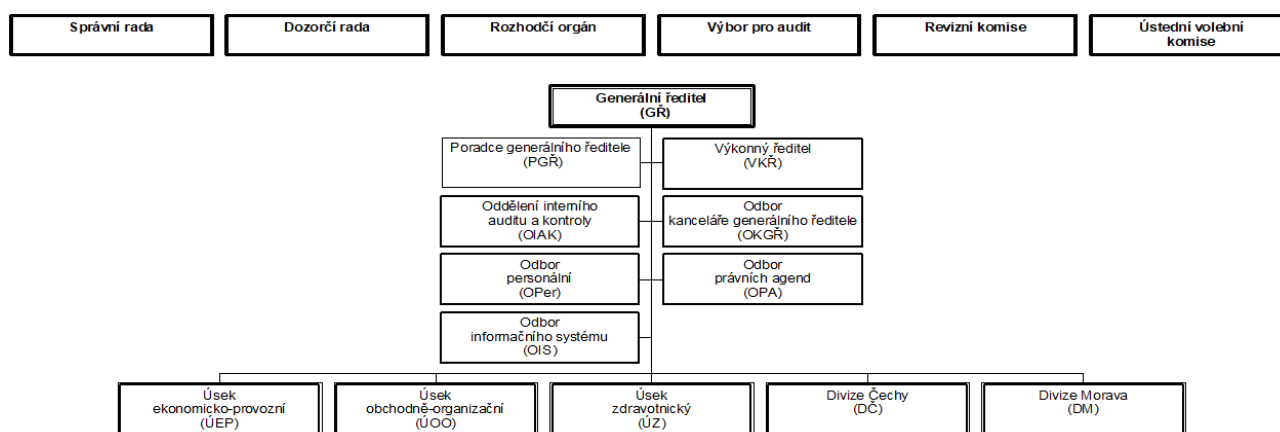 Správní rada
Dozorčí rada
Rozhodčí orgán
Výbor pro audit
Revizní komise
Ústední volební
komise
Generální ředitel
(GŘ)
Poradce generálního ředitele
(PGŘ)
Výkonný ředitel
(VKŘ)
Oddělení interního
auditu a kontroly
(OIAK)
Odbor
kanceláře generálního ředitele
(OKGŘ)
Odbor
personální
(OPer)
Odbor
právních agend
(OPA)
Odbor
informačního systému
(OIS)
Úsek
ekonomicko-provozní
(ÚEP)
Úsek
obchodně-organizační
(ÚOO)
Úsek
zdravotnický
(ÚZ)
Divize Čechy
(DČ)
Divize Morava
(DM)